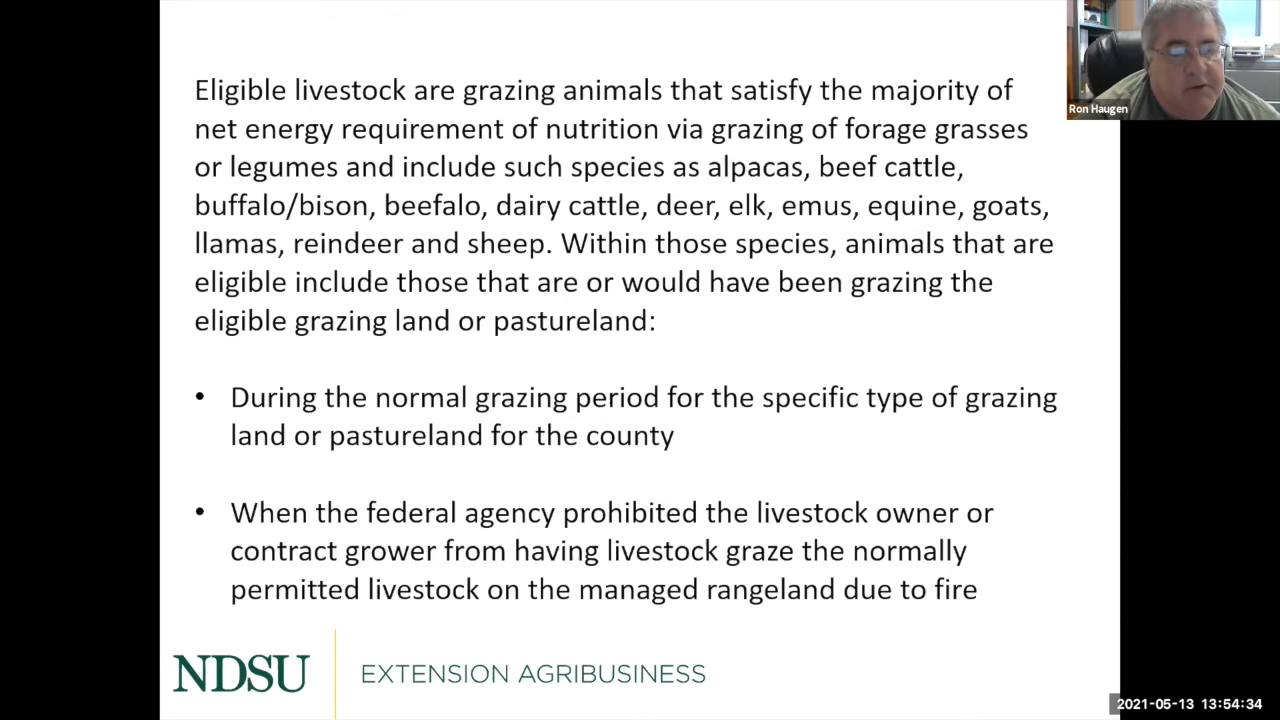 Eligible livestock are grazing animals that satisfy the majority of
net energy requirement of nutrition via grazing of forage grasses
or legumes and include such species as alpacas, beef cattle,
buffalo/bison, beefalo, dairy cattle, deer, elk, emus, equine, goats,
llamas, reindeer and sheep. Within those species, animals that are
eligible include those that are or would have been grazing the
eligible grazing land or pastureland:
• During the normal grazing period for the specific type of grazing
land or pastureland for the county
• When the federal agency prohibited the livestock owner or
contract grower from having livestock graze the normally
permitted livestock on the managed rangeland due to fire
NDSU EXTENSION AGRIBUSINESS
Ron Haugen
2021-05-13 13:54:34